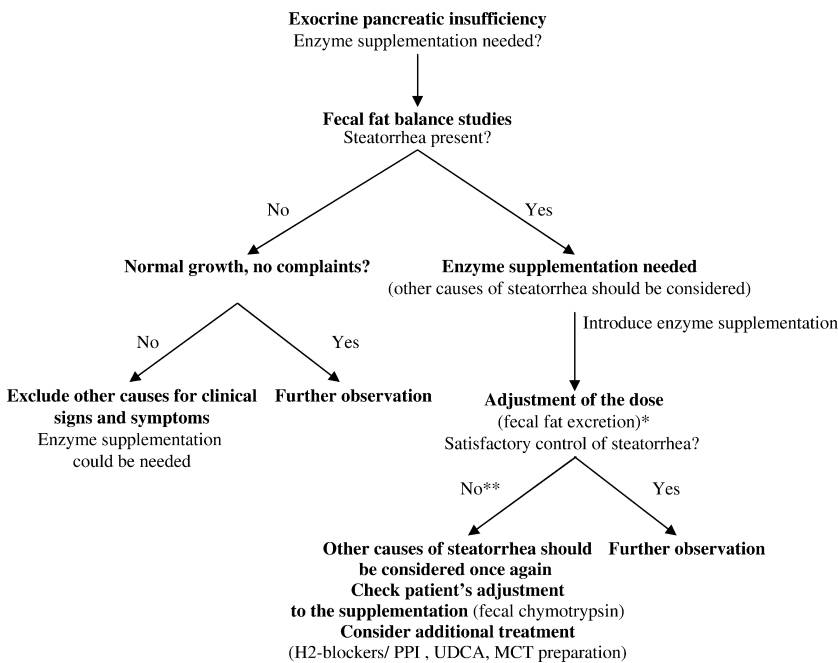 Exocrine pancreatic insufficiency
Enzyme supplementation needed?
Fecal fat balance studies
Steatorrhea present?
No
Yes
Normal growth, no complaints?
Enzyme supplementation needed
(other causes of steatorrhea should be considered)
Introduce enzyme supplementation
No
Yes
Exclude other causes for clinical
signs and symptoms
Enzyme supplementation
could be needed
Further observation
Adjustment of the dose
(fecal fat excretion)*
Satisfactory control of steatorrhea?
No**
Yes
Other causes of steatorrhea should
be considered once again
Check patient's adjustment
to the supplementation (fecal chymotrypsin)
Consider additional treatment
(H2-blockers/ PPI , UDCA, MCT preparation)
Further observation